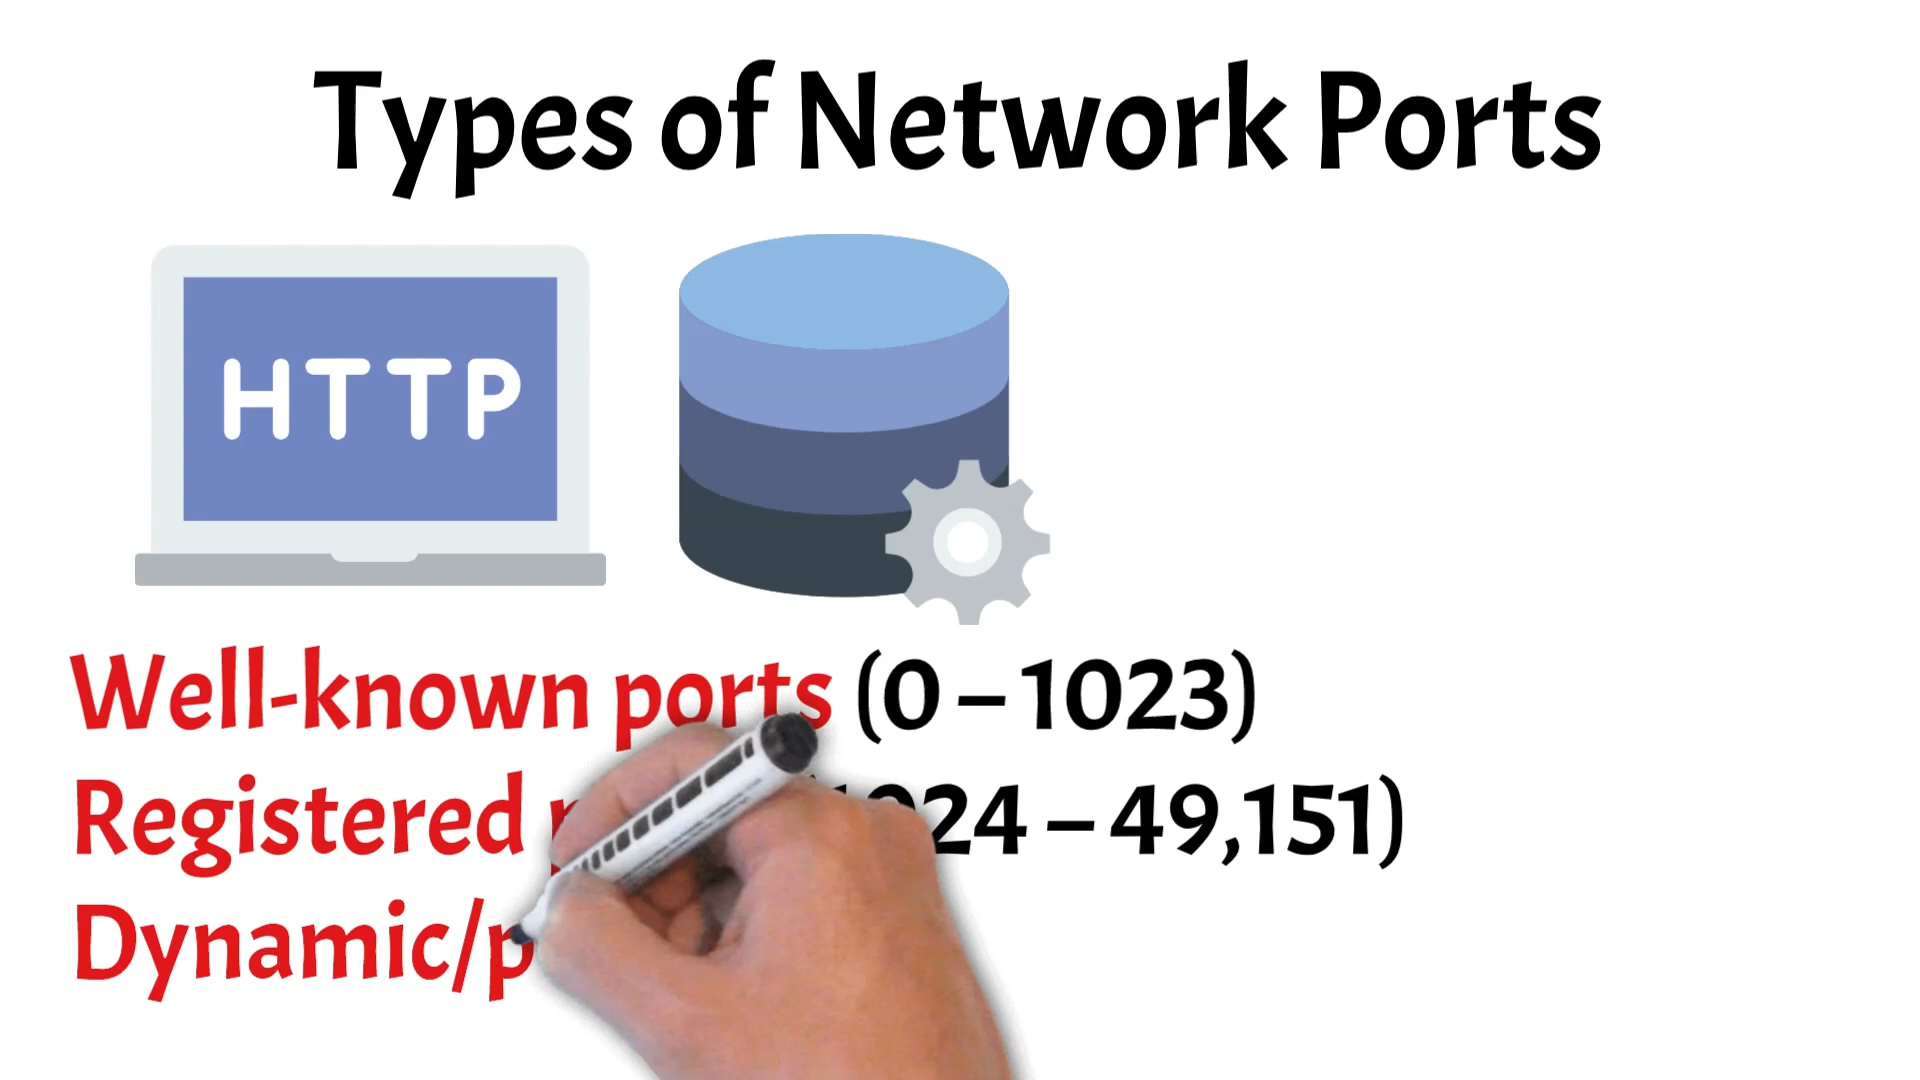 Types of Network Ports
HTTP
Well-known ports (0 – 1023)
Registered 24 – 49,151)
Dynamic/p